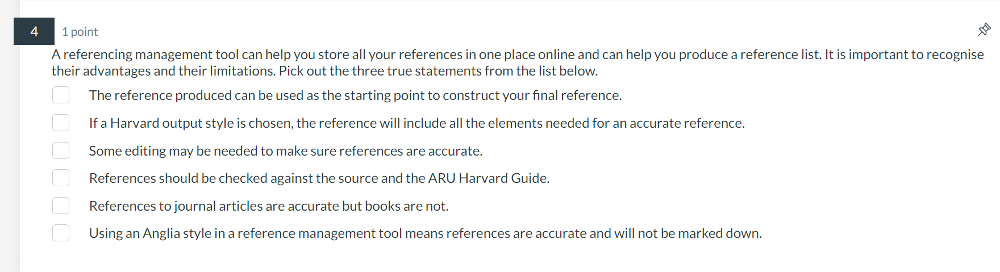 4
1 point
A referencing management tool can help you store all your references in one place online and can help you produce a reference list. It is important to recognise
their advantages and their limitations. Pick out the three true statements from the list below.
The reference produced can be used as the starting point to construct your final reference.
If a Harvard output style is chosen, the reference will include all the elements needed for an accurate reference.
Some editing may be needed to make sure references are accurate.
References should be checked against the source and the ARU Harvard Guide.
References to journal articles are accurate but books are not.
Using an Anglia style in a reference management tool means references are accurate and will not be marked down.